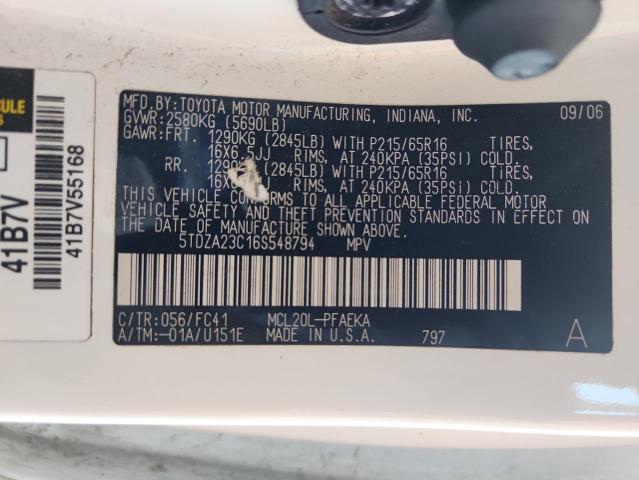 MFD.BY:TOYOTA MOTOR MANUFACTURING, INDIANA, INC. 09/06
GVWR:2580KG (5690LB)
GAWR:FRT. 1290KG (2845LB) WITH P215/65R16 TIRES,
16X6.5JJ RIMS, AT 240KPA (35PSI) COLD.
RR. 1290KG (2845LB) WITH P215/65R16 TIRES,
RIMS, AT 240KPA (35PSi) COLD.
THIS VEHICLE CONFORMS TO ALL APPLICABLE FEDERAL MOTOR
VEHICLE SAFETY AND THEFT PREVENTION STANDARDS IN EFFECT ON
THE DATE OF MANUFACTURE SHOWN ABOVE.
5TDZA23C16S548794 MPV
C/TR:056/FC41 MCL20L-PFAEKA
A/TM:-01A/U151E MADE IN U.S.A. 797 A
41B7V
41B7V55168